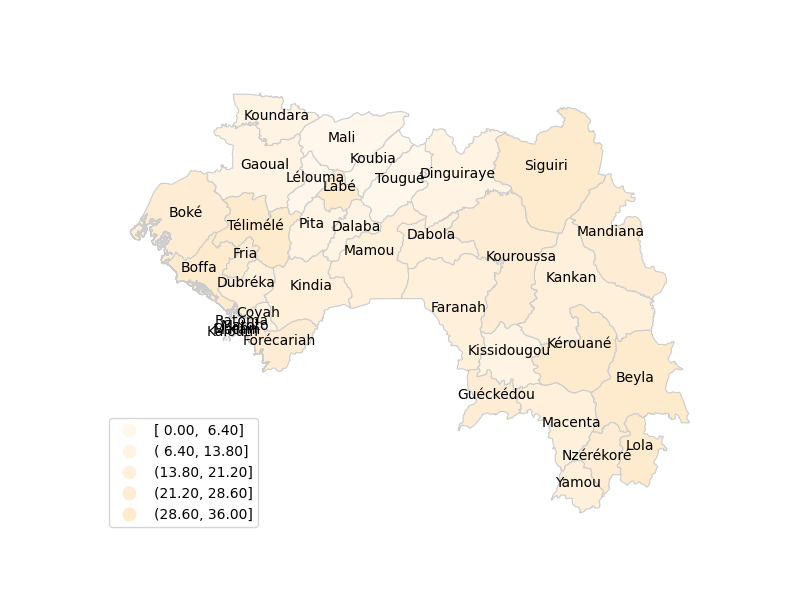 Koundara
Mali
Gaoual
Koubia
Lélouma
Labé
Tougue
Dinguiraye
Siguiri
Boké
Télimélé
Pita
Dalaba
Dabola
Mandiana
Fria
Mamou
Kouroussa
Boffa
Dubréka
Kindia
Kankan
Coyah
Faranah
Ratoma
Kaloum
Forécariah
Kissidougou
Kérouané
Beyla
Guéckédou
Macenta
Lola
Nzérékoré
Yamou
[ 0.00,  6.40]
( 6.40, 13.80]
(13.80, 21.20]
(21.20, 28.60]
(28.60, 36.00]